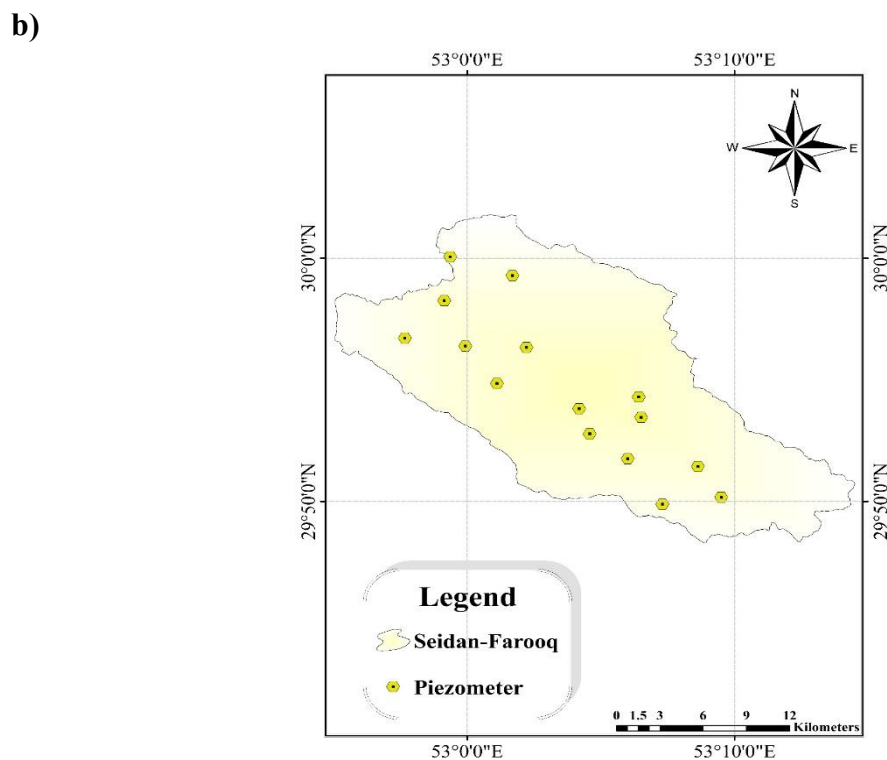 b)
53°0'0"E 53°10'0"E
N
W E
S
30°0'0"N 30°0'0"N
29°50'0"N 29°50'0"N
Legend
Seidan-Farooq
Piezometer
0 1.5 3 6 9 12
Kilometers
53°0'0"E 53°10'0"E